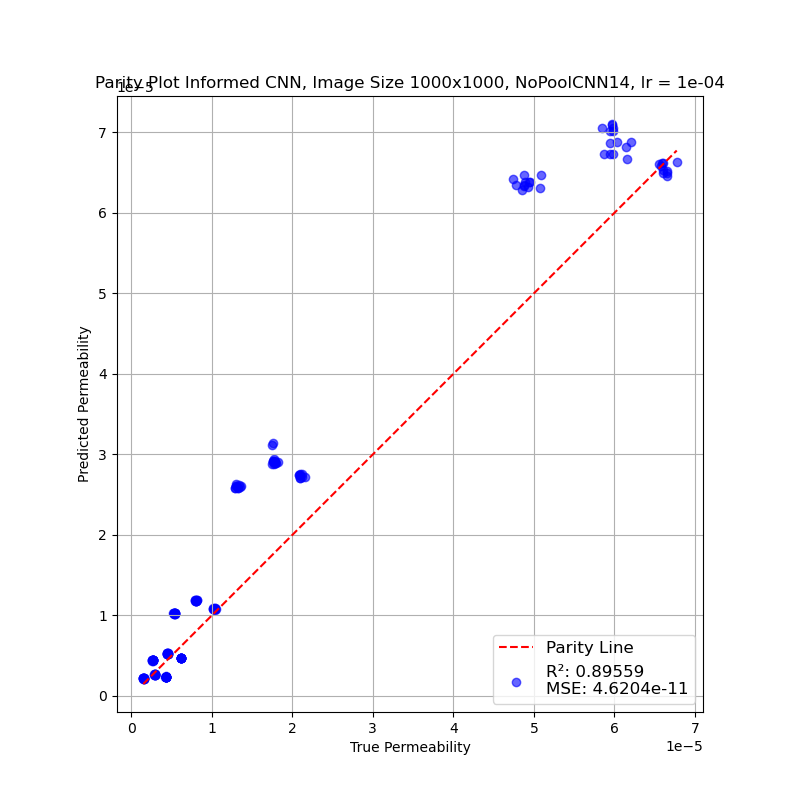 Parity Plot Informed CNN, Image Size 1000x1000, NoPoolCNN14, lr = 1e-04
1e−5
7
6
5
4
3
2
1
0
Predicted Permeability
Parity Line
R²: 0.89559
MSE: 4.6204e-11
0 1 2 3 4 5 6 7
True Permeability
1e−5